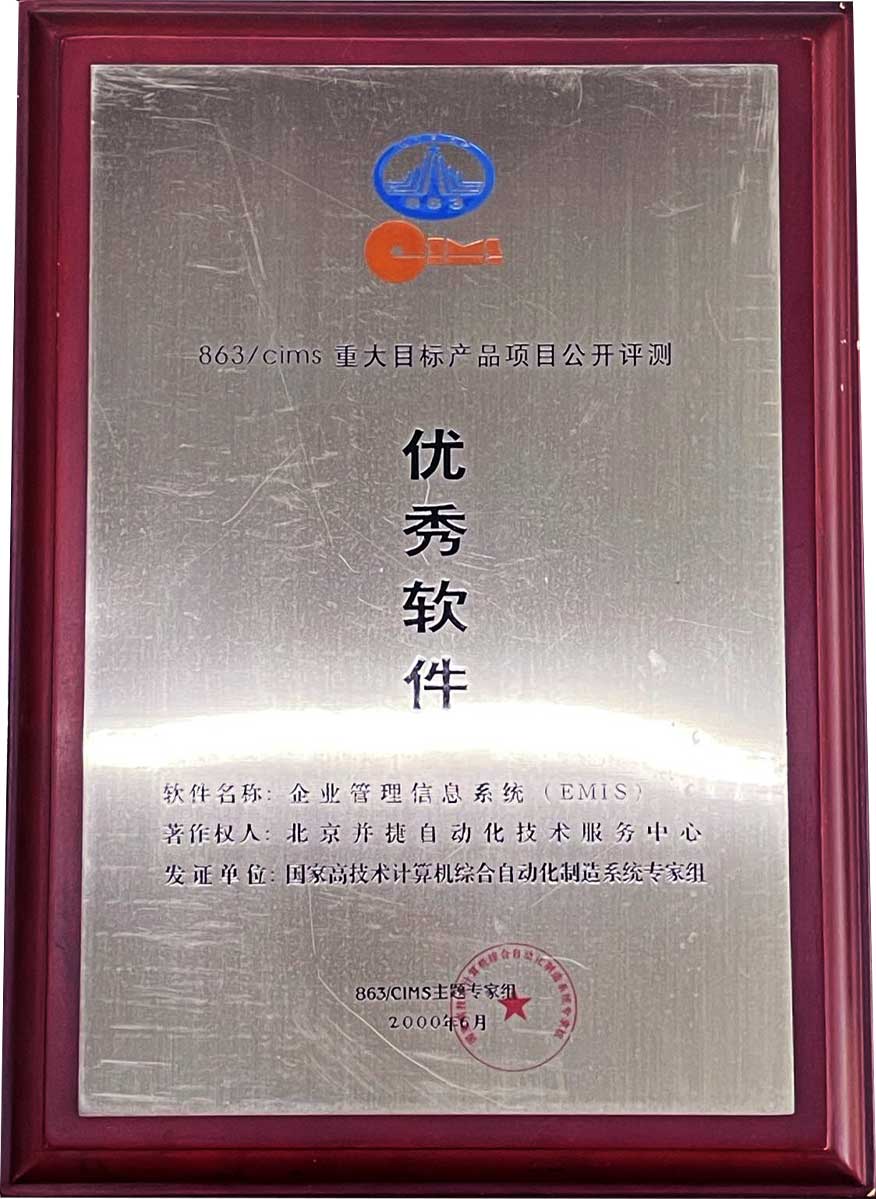 863
CIMS
863/cims 重大目标产品项目公开评测
优秀软件
软件名称: 企业管理信息系统 (EMIS)
著作权人: 北京并捷自动化技术服务中心
发证单位: 国家高技术计算机综合自动化制造系统专家组
863/CIMS主题专家组
2000年6月